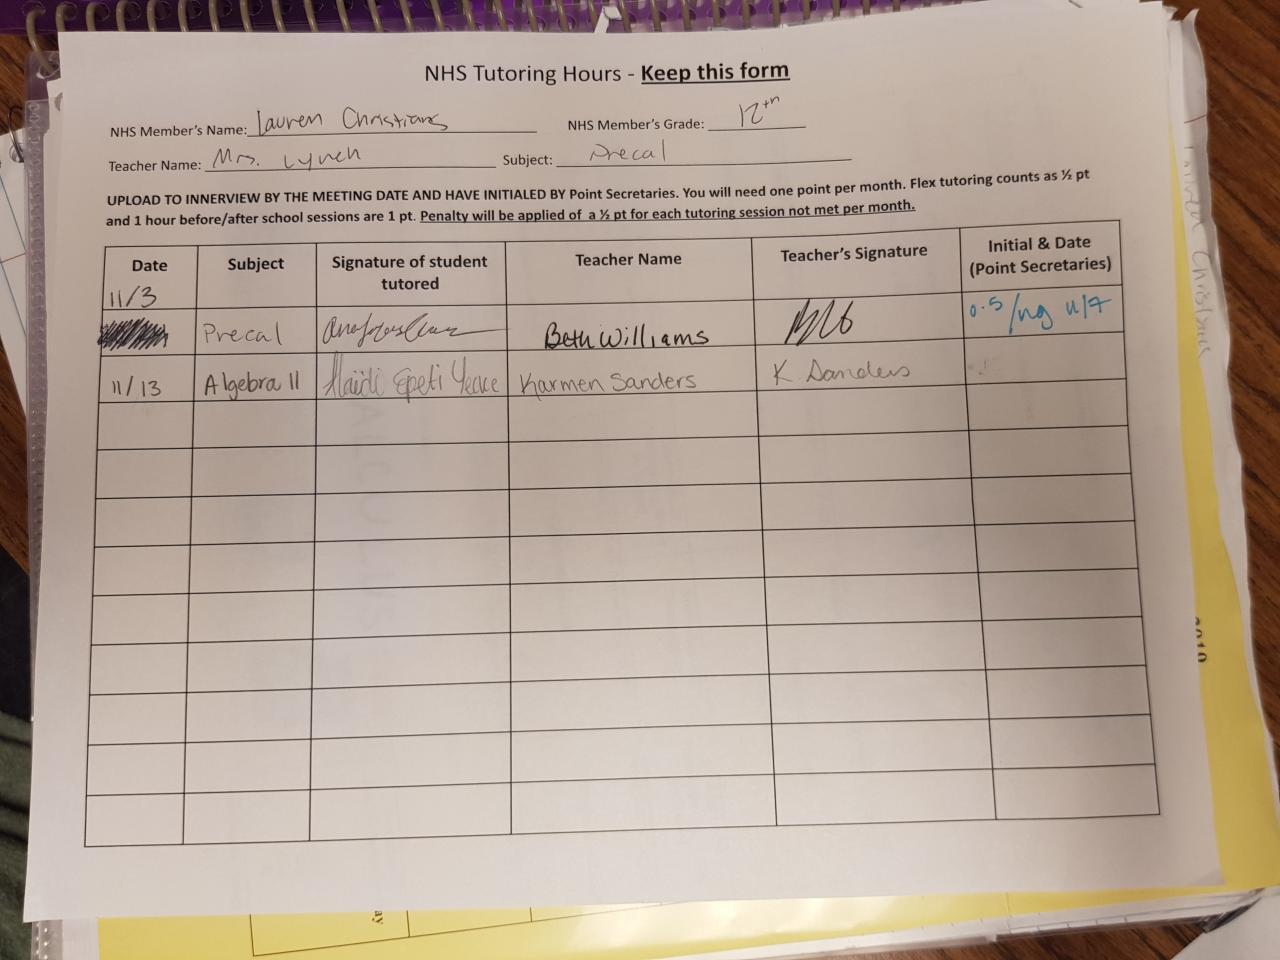 NHS Tutoring Hours - Keep this form
NHS Member's Name: Lauren Christians NHS Member's Grade: 12th
Teacher Name: Mrs. Lynch Subject: Precal
UPLOAD TO INNERVIEW BY THE MEETING DATE AND HAVE INITIALED BY Point Secretaries. You will need one point per month. Flex tutoring counts as ½ pt
and 1 hour before/after school sessions are 1 pt. Penalty will be applied of a ½ pt for each tutoring session not met per month.
Date Subject Signature of student tutored Teacher Name Teacher's Signature Initial & Date (Point Secretaries)
11/3 Precal Beth Williams 0.5/ng 11/7
11/13 Algebra II Epeti Karmen Sanders K Sanders
2019
Lauren Christians
ay